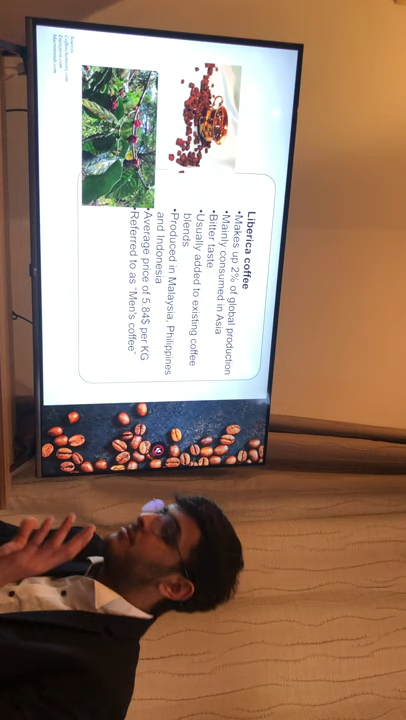 Liberica coffee
•Makes up 2% of global production
•Mainly consumed in Asia
•Bitter taste
•Usually added to existing coffee
blends
•Produced in Malaysia, Philippines
and Indonesia
•Average price of 5.84$ per KG
•Referred to as “Men’s coffee”
Sources